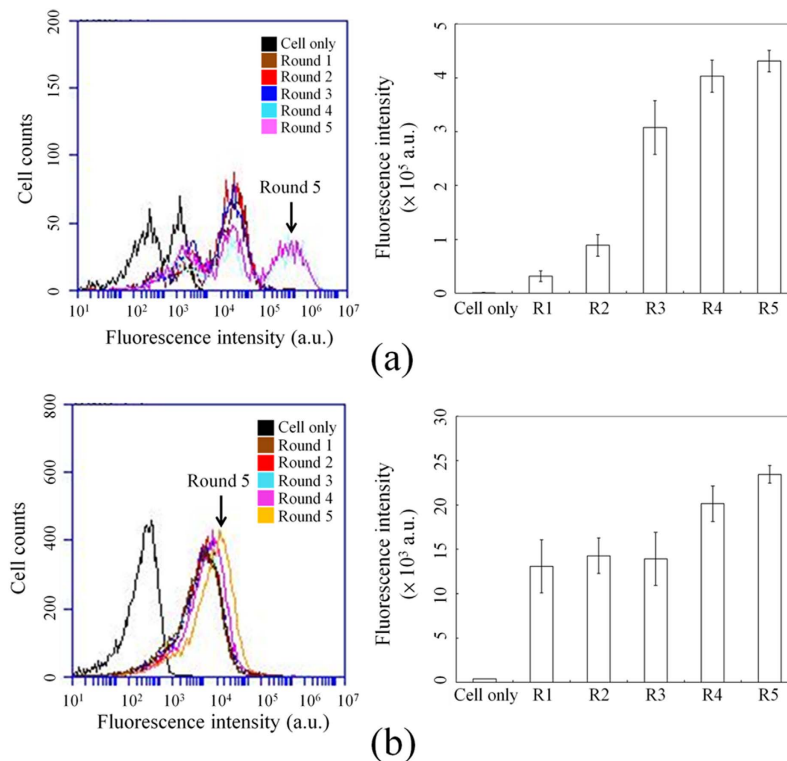 200
150
100
50
0
Cell counts
Cell only
Round 1
Round 2
Round 3
Round 4
Round 5
Round 5
10¹ 10² 10³ 10⁴ 10⁵ 10⁶ 10⁷
Fluorescence intensity (a.u.)
5
4
3
2
1
0
Fluorescence intensity
(× 10⁵ a.u.)
Cell only R1 R2 R3 R4 R5
(a)
800
600
400
200
0
Cell counts
Cell only
Round 1
Round 2
Round 3
Round 4
Round 5
Round 5
10¹ 10² 10³ 10⁴ 10⁵ 10⁶ 10⁷
Fluorescence intensity (a.u.)
30
25
20
15
10
5
0
Fluorescence intensity
(× 10³ a.u.)
Cell only R1 R2 R3 R4 R5
(b)